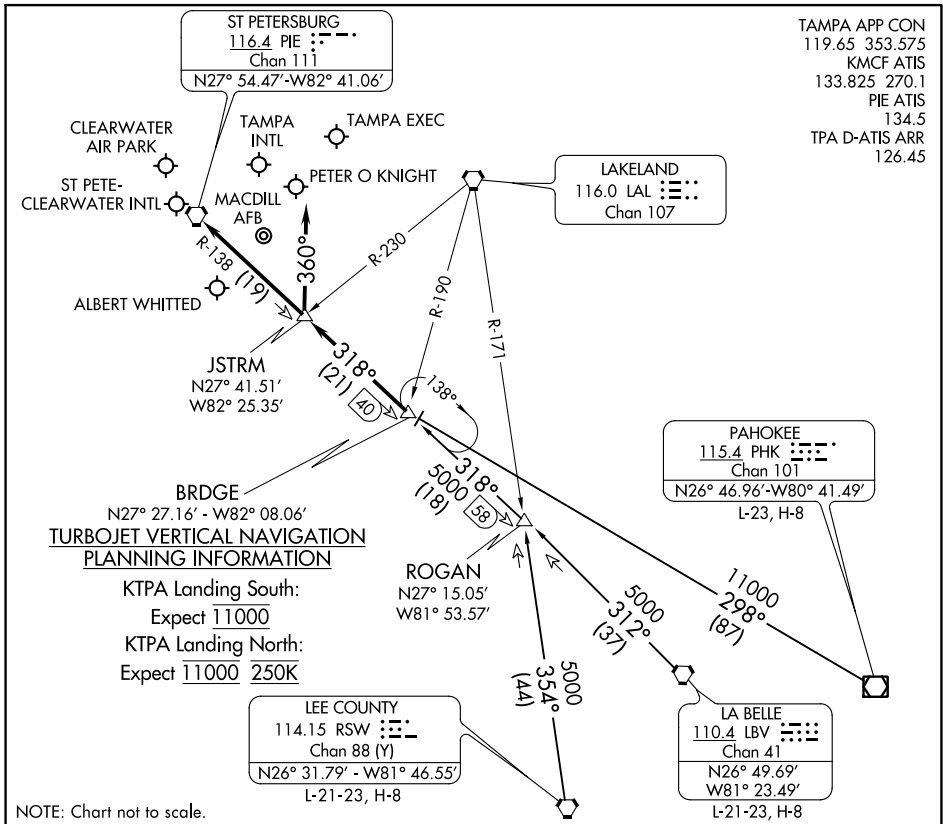 ST PETERSBURG
116.4 PIE
Chan 111
N27° 54.47'-W82° 41.06'
TAMPA APP CON
119.65 353.575
KMCF ATIS
133.825 270.1
PIE ATIS
134.5
TPA D-ATIS ARR
126.45
CLEARWATER
AIR PARK
TAMPA
INTL
TAMPA EXEC
ST PETE-
CLEARWATER INTL
MACDILL
AFB
PETER O KNIGHT
LAKELAND
116.0 LAL
Chan 107
ALBERT WHITTED
R-138
(19)
360°
R-230
R-190
R-171
JSTRM
N27° 41.51'
W82° 25.35'
318°
(21)
40
138°
BRDGE
N27° 27.16' - W82° 08.06'
318°
5000
(18)
58
ROGAN
N27° 15.05'
W81° 53.57'
PAHOKEE
115.4 PHK
Chan 101
N26° 46.96'-W80° 41.49'
L-23, H-8
TURBOJET VERTICAL NAVIGATION
PLANNING INFORMATION
KTPA Landing South:
Expect 11000
KTPA Landing North:
Expect 11000 250K
11000
298°
(87)
5000
312°
(37)
5000
354°
(44)
LEE COUNTY
114.15 RSW
Chan 88 (Y)
N26° 31.79' - W81° 46.55'
L-21-23, H-8
LA BELLE
110.4 LBV
Chan 41
N26° 49.69'
W81° 23.49'
L-21-23, H-8
NOTE: Chart not to scale.